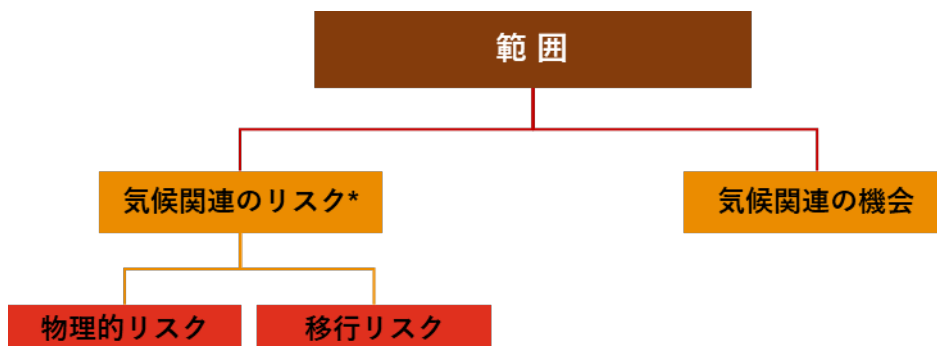 範 囲
気候関連のリスク*
気候関連の機会
物理的リスク
移行リスク